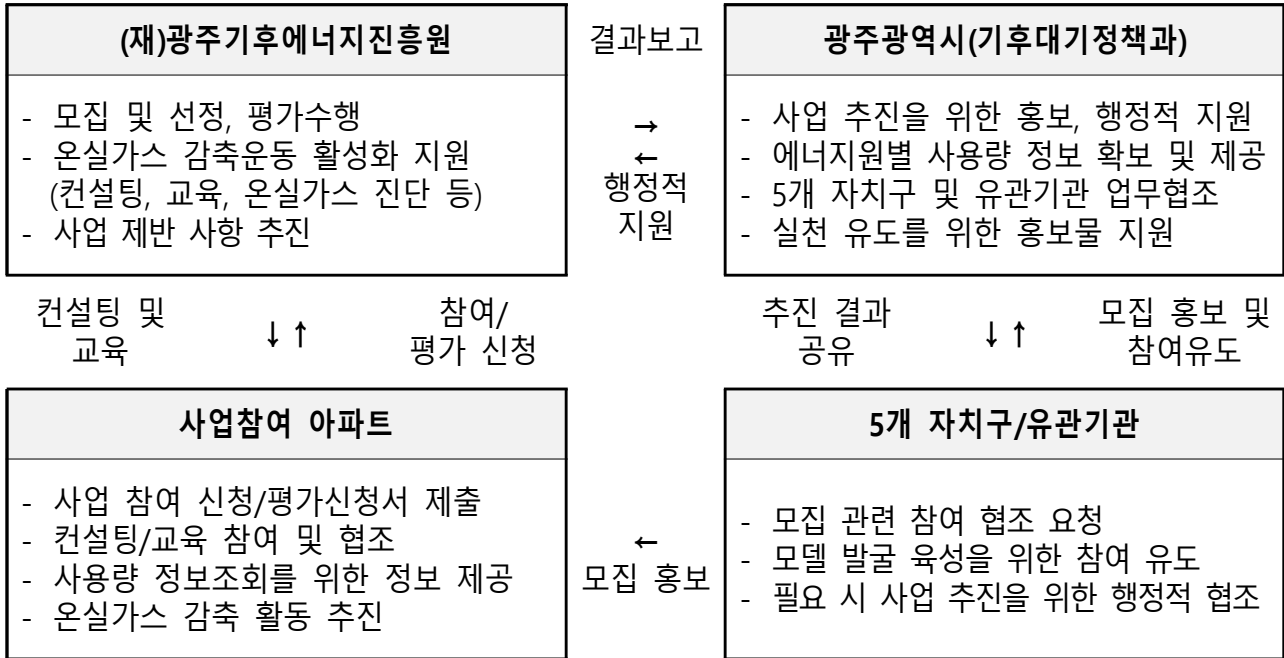 (재)광주기후에너지진흥원
- 모집 및 선정, 평가수행
- 온실가스 감축운동 활성화 지원
(컨설팅, 교육, 온실가스 진단 등)
- 사업 제반 사항 추진
결과보고
→
←
행정적
지원
광주광역시(기후대기정책과)
- 사업 추진을 위한 홍보, 행정적 지원
- 에너지원별 사용량 정보 확보 및 제공
- 5개 자치구 및 유관기관 업무협조
- 실천 유도를 위한 홍보물 지원
컨설팅 및
교육
↓↑
참여/
평가 신청
추진 결과
공유
↓↑
모집 홍보 및
참여유도
사업참여 아파트
- 사업 참여 신청/평가신청서 제출
- 컨설팅/교육 참여 및 협조
- 사용량 정보조회를 위한 정보 제공
- 온실가스 감축 활동 추진
←
모집 홍보
5개 자치구/유관기관
- 모집 관련 참여 협조 요청
- 모델 발굴 육성을 위한 참여 유도
- 필요 시 사업 추진을 위한 행정적 협조